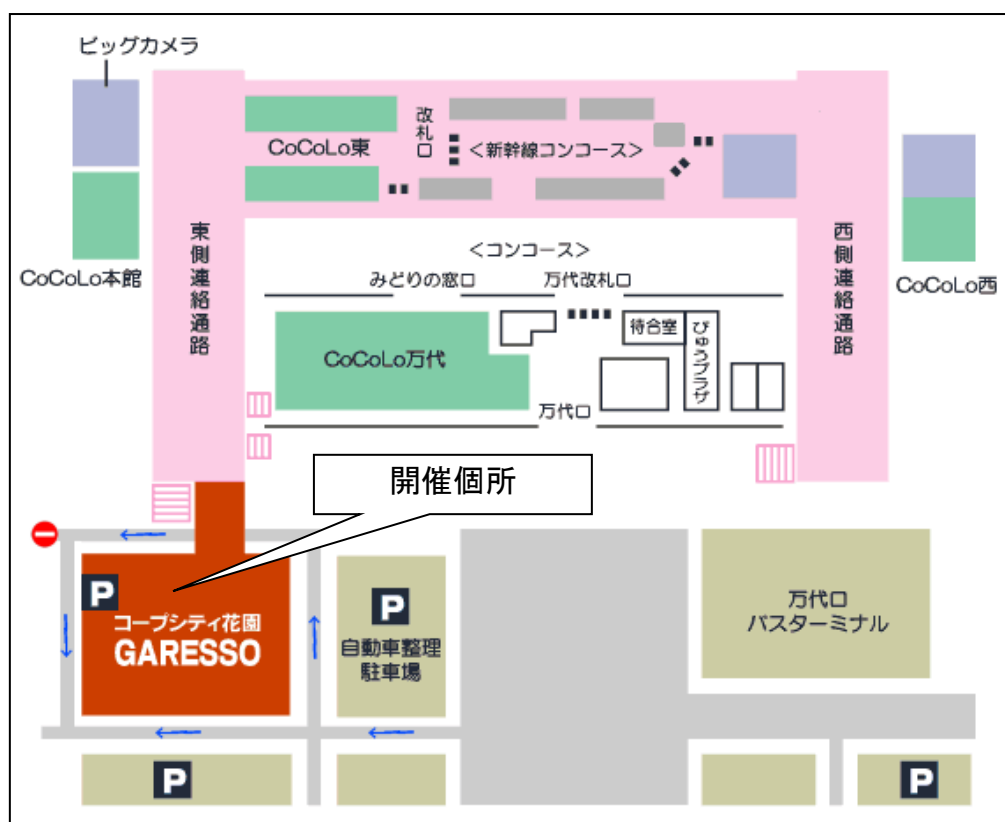 ビッグカメラ
改札口
CoCoLo東
<新幹線コンコース>
東側連絡通路
西側連絡通路
CoCoLo本館
CoCoLo西
<コンコース>
みどりの窓口
万代改札口
待合室
びゅうプラザ
CoCoLo万代
万代口
開催個所
P
コープシティ花園
GARESSO
P
自動車整理
駐車場
万代口
バスターミナル
P
P